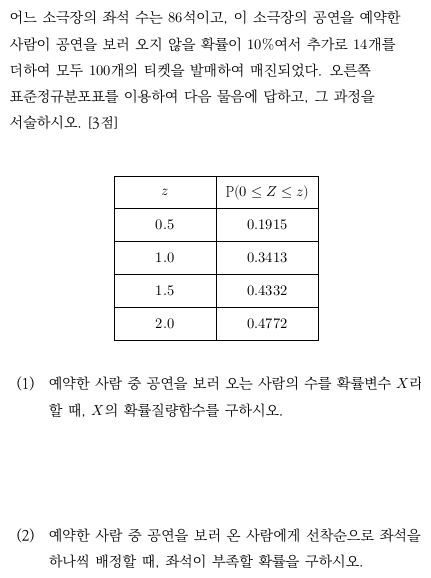 어느 소극장의 좌석 수는 86석이고, 이 소극장의 공연을 예약한
사람이 공연을 보러 오지 않을 확률이 10%여서 추가로 14개를
더하여 모두 100개의 티켓을 발매하여 매진되었다. 오른쪽
표준정규분포표를 이용하여 다음 물음에 답하고, 그 과정을
서술하시오. [3점]
z P(0 ≤ Z ≤ z)
0.5 0.1915
1.0 0.3413
1.5 0.4332
2.0 0.4772
(1) 예약한 사람 중 공연을 보러 오는 사람의 수를 확률변수 X라
할 때, X의 확률질량함수를 구하시오.
(2) 예약한 사람 중 공연을 보러 온 사람에게 선착순으로 좌석을
하나씩 배정할 때, 좌석이 부족할 확률을 구하시오.